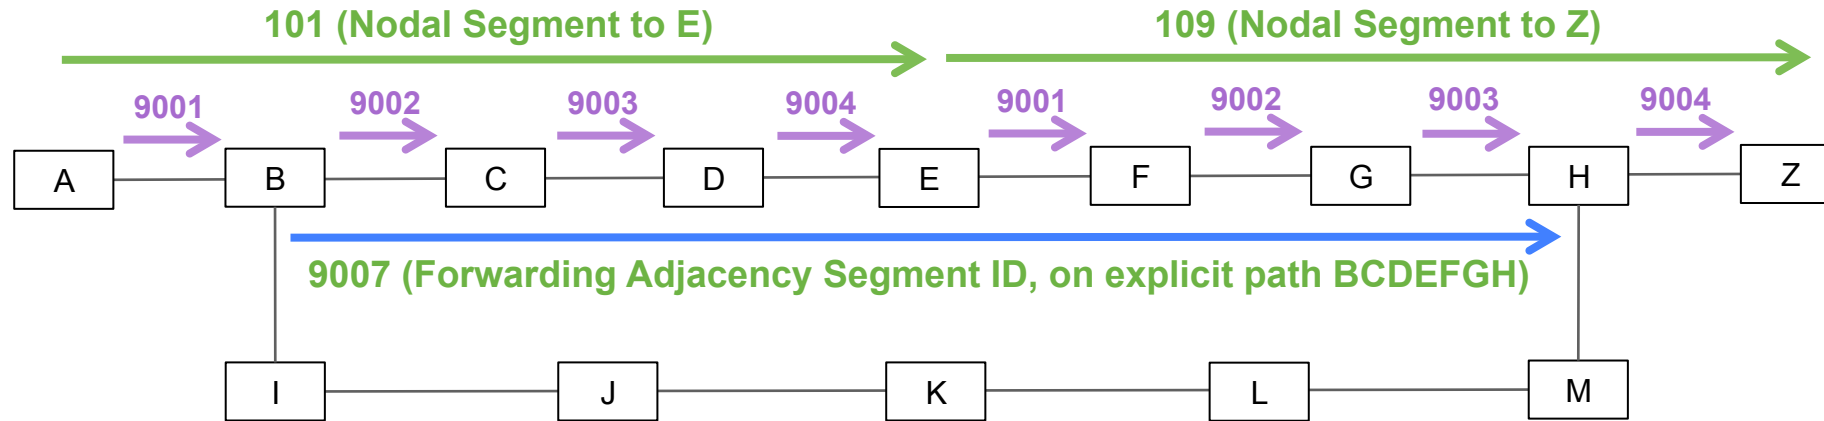 101 (Nodal Segment to E) 109 (Nodal Segment to Z)
9001 9002 9003 9004 9001 9002 9003 9004
A B C D E F G H Z
9007 (Forwarding Adjacency Segment ID, on explicit path BCDEFGH)
I J K L M